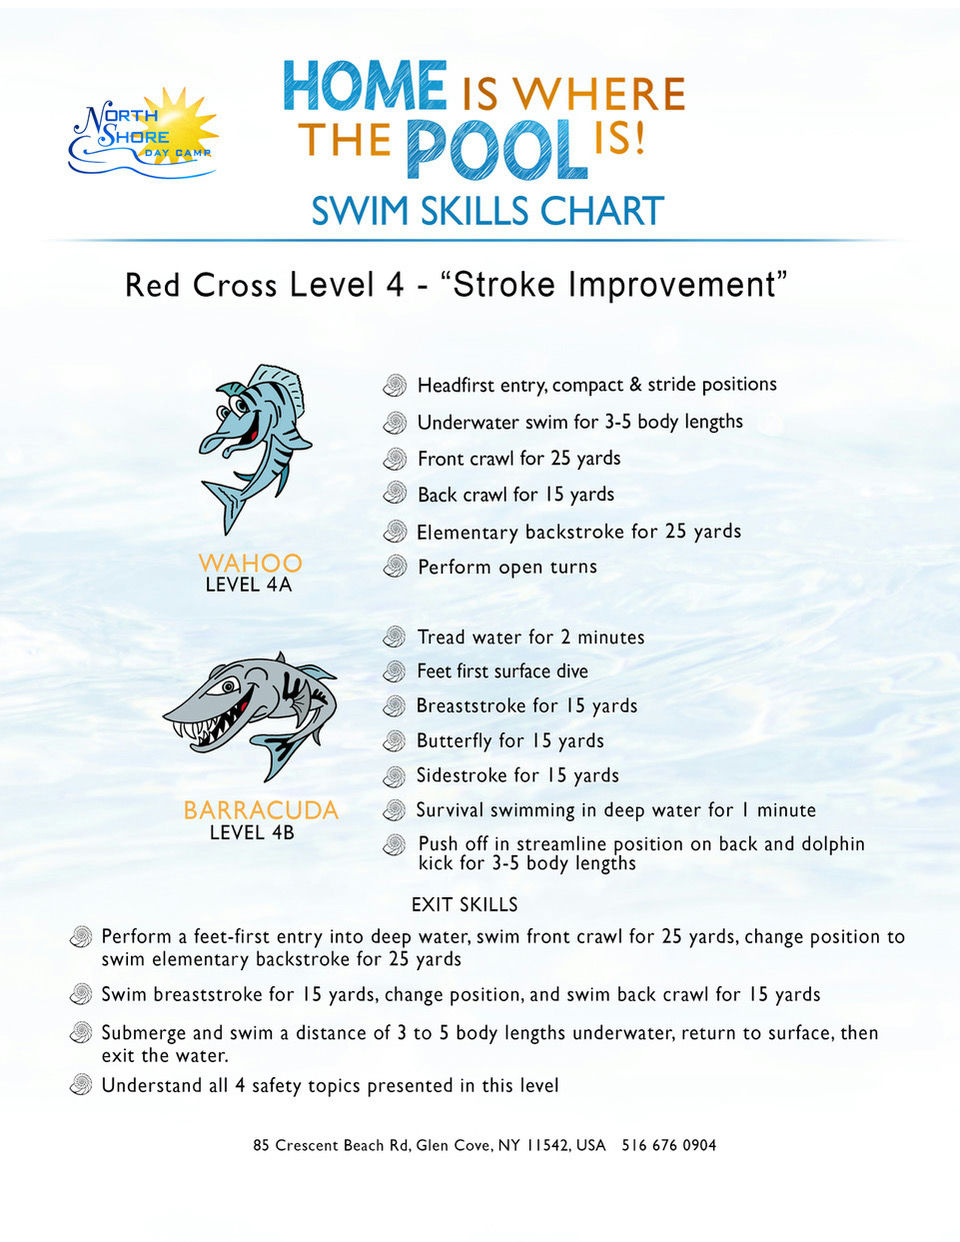 North
Shore
Day Camp
HOME IS WHERE
THE POOL IS!
SWIM SKILLS CHART
Red Cross Level 4 - “Stroke Improvement”
Headfirst entry, compact & stride positions
Underwater swim for 3-5 body lengths
Front crawl for 25 yards
Back crawl for 15 yards
Elementary backstroke for 25 yards
Perform open turns
WAHOO
LEVEL 4A
Tread water for 2 minutes
Feet first surface dive
Breaststroke for 15 yards
Butterfly for 15 yards
Sidestroke for 15 yards
Survival swimming in deep water for 1 minute
Push off in streamline position on back and dolphin
kick for 3-5 body lengths
BARRACUDA
LEVEL 4B
EXIT SKILLS
Perform a feet-first entry into deep water, swim front crawl for 25 yards, change position to
swim elementary backstroke for 25 yards
Swim breaststroke for 15 yards, change position, and swim back crawl for 15 yards
Submerge and swim a distance of 3 to 5 body lengths underwater, return to surface, then
exit the water.
Understand all 4 safety topics presented in this level
85 Crescent Beach Rd, Glen Cove, NY 11542, USA 516 676 0904